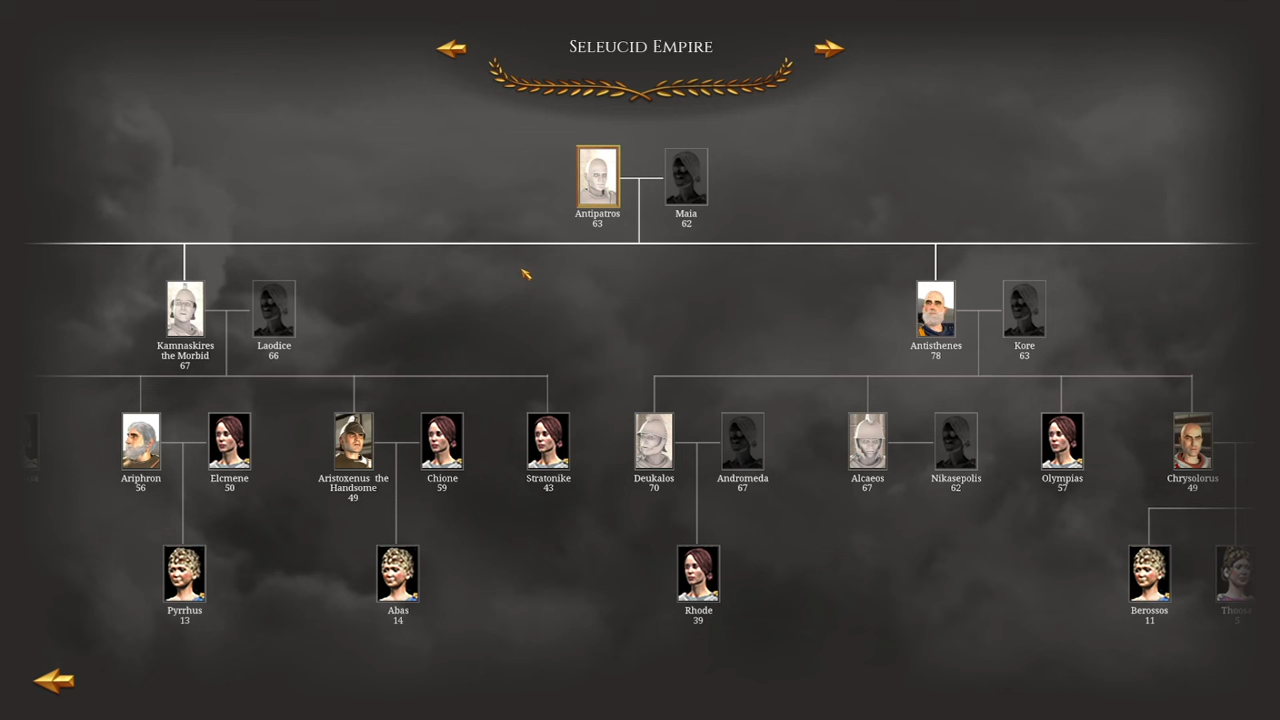 Seleucid Empire
Antipatros
63
Maia
62
Kamnaskires
the Morbid
67
Laodice
66
Antisthenes
78
Kore
63
Ariphron
56
Elcmene
50
Aristoxenus the
Handsome
49
Chione
59
Stratonike
43
Deukalos
70
Andromeda
67
Alcaeos
67
Nikasepolis
62
Olympias
57
Chrysolorus
49
Pyrrhus
13
Abas
14
Rhode
39
Berossos
11
Thoosa
5